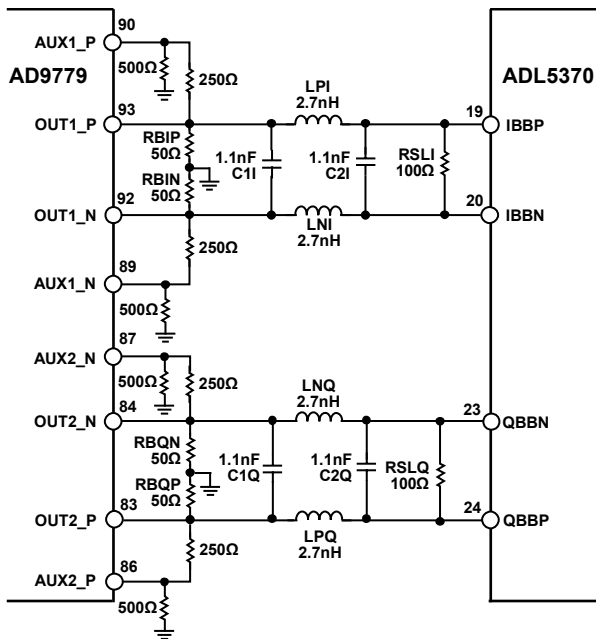 90
AUX1_P
AD9779
500Ω
250Ω
ADL5370
LPI
2.7nH
93
OUT1_P
19
IBBP
RBIP
50Ω
1.1nF
C1I
1.1nF
C2I
RSLI
100Ω
RBIN
50Ω
92
OUT1_N
20
IBBN
LNI
2.7nH
250Ω
89
AUX1_N
500Ω
87
AUX2_N
500Ω
250Ω
LNQ
2.7nH
84
OUT2_N
23
QBBN
RBQN
50Ω
1.1nF
C1Q
1.1nF
C2Q
RSLQ
100Ω
RBQP
50Ω
83
OUT2_P
24
QBBP
LPQ
2.7nH
250Ω
86
AUX2_P
500Ω